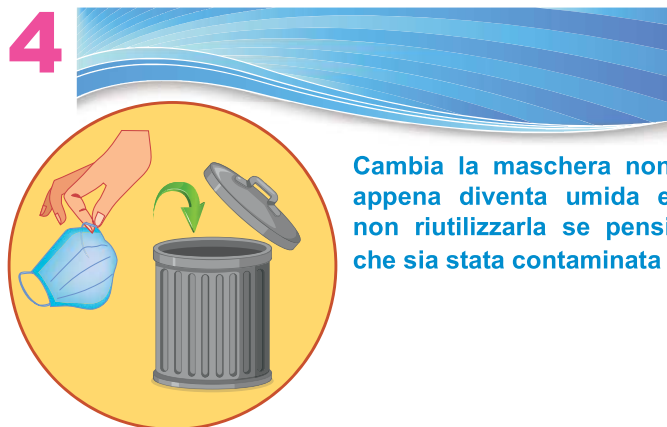 4
Cambia la maschera non
appena diventa umida e
non riutilizzarla se pensi
che sia stata contaminata